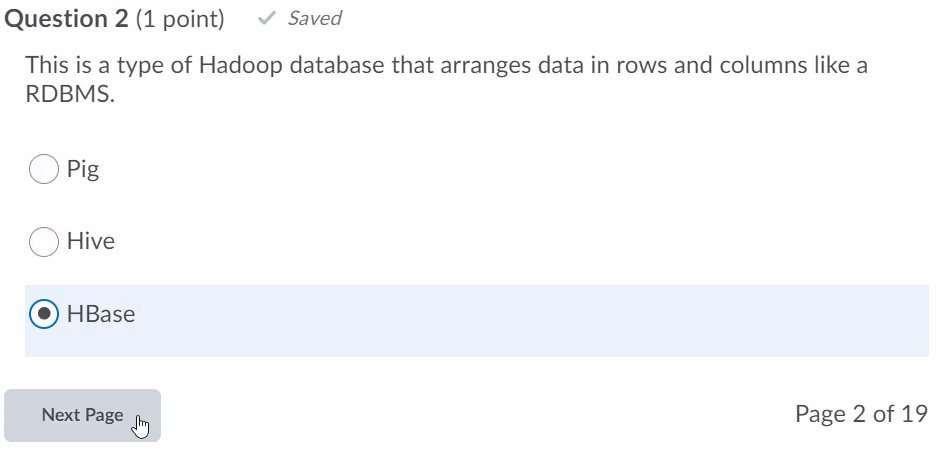 Question 2 (1 point) Saved
This is a type of Hadoop database that arranges data in rows and columns like a
RDBMS.
Pig
Hive
HBase
Next Page Page 2 of 19